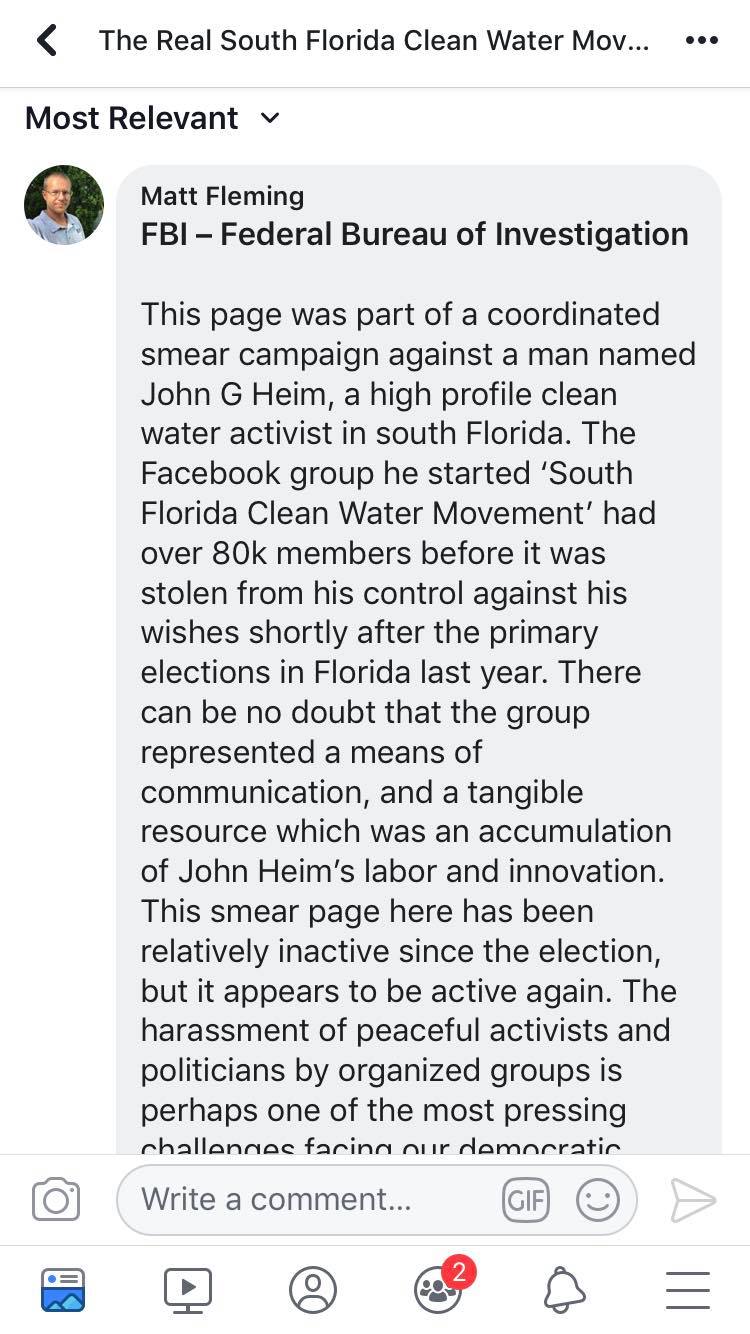 The Real South Florida Clean Water Mov...
Most Relevant
Matt Fleming
FBI – Federal Bureau of Investigation
This page was part of a coordinated
smear campaign against a man named
John G Heim, a high profile clean
water activist in south Florida. The
Facebook group he started ‘South
Florida Clean Water Movement’ had
over 80k members before it was
stolen from his control against his
wishes shortly after the primary
elections in Florida last year. There
can be no doubt that the group
represented a means of
communication, and a tangible
resource which was an accumulation
of John Heim’s labor and innovation.
This smear page here has been
relatively inactive since the election,
but it appears to be active again. The
harassment of peaceful activists and
politicians by organized groups is
perhaps one of the most pressing
challenges facing our democratic
Write a comment...
GIF
2